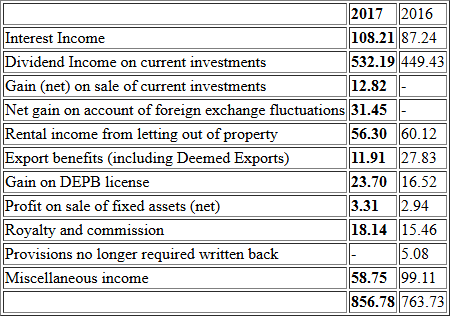 2017 2016
Interest Income 108.21 87.24
Dividend Income on current investments 532.19 449.43
Gain (net) on sale of current investments 12.82 -
Net gain on account of foreign exchange fluctuations 31.45 -
Rental income from letting out of property 56.30 60.12
Export benefits (including Deemed Exports) 11.91 27.83
Gain on DEPB license 23.70 16.52
Profit on sale of fixed assets (net) 3.31 2.94
Royalty and commission 18.14 15.46
Provisions no longer required written back - 5.08
Miscellaneous income 58.75 99.11
856.78 763.73